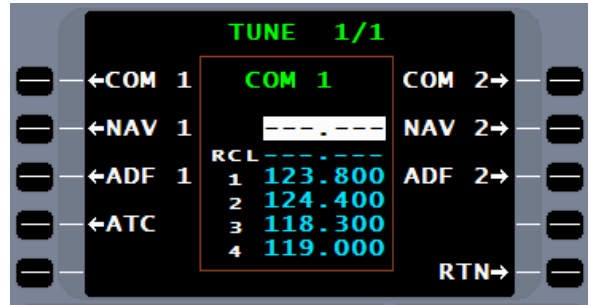 TUNE 1/1
←COM 1 COM 1 COM 2→
←NAV 1 ---.--- NAV 2→
RCL ---.---
←ADF 1 1 123.800 ADF 2→
2 124.400
←ATC 3 118.300
4 119.000
RTN→